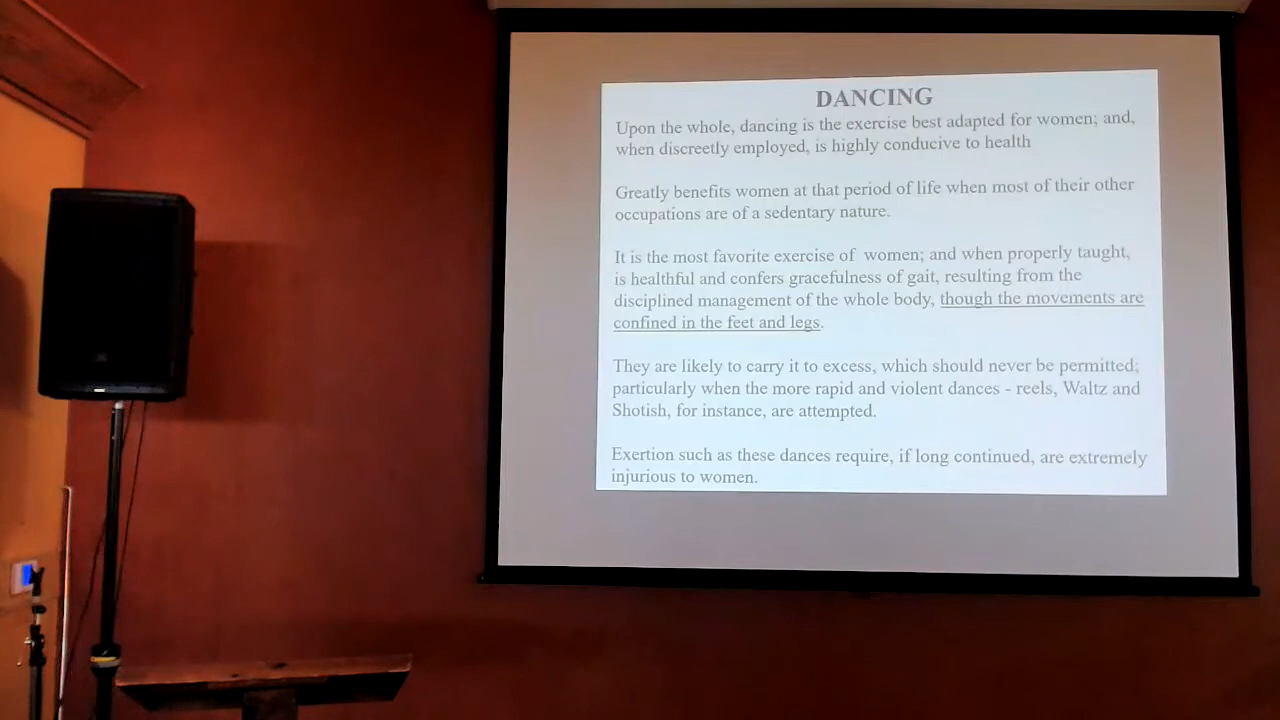 DANCING
Upon the whole, dancing is the exercise best adapted for women; and,
when discreetly employed, is highly conducive to health
Greatly benefits women at that period of life when most of their other
occupations are of a sedentary nature.
It is the most favorite exercise of  women; and when properly taught,
is healthful and confers gracefulness of gait, resulting from the
disciplined management of the whole body, though the movements are
confined in the feet and legs.
They are likely to carry it to excess, which should never be permitted;
particularly when the more rapid and violent dances - reels, Waltz and
Shotish, for instance, are attempted.
Exertion such as these dances require, if long continued, are extremely
injurious to women.